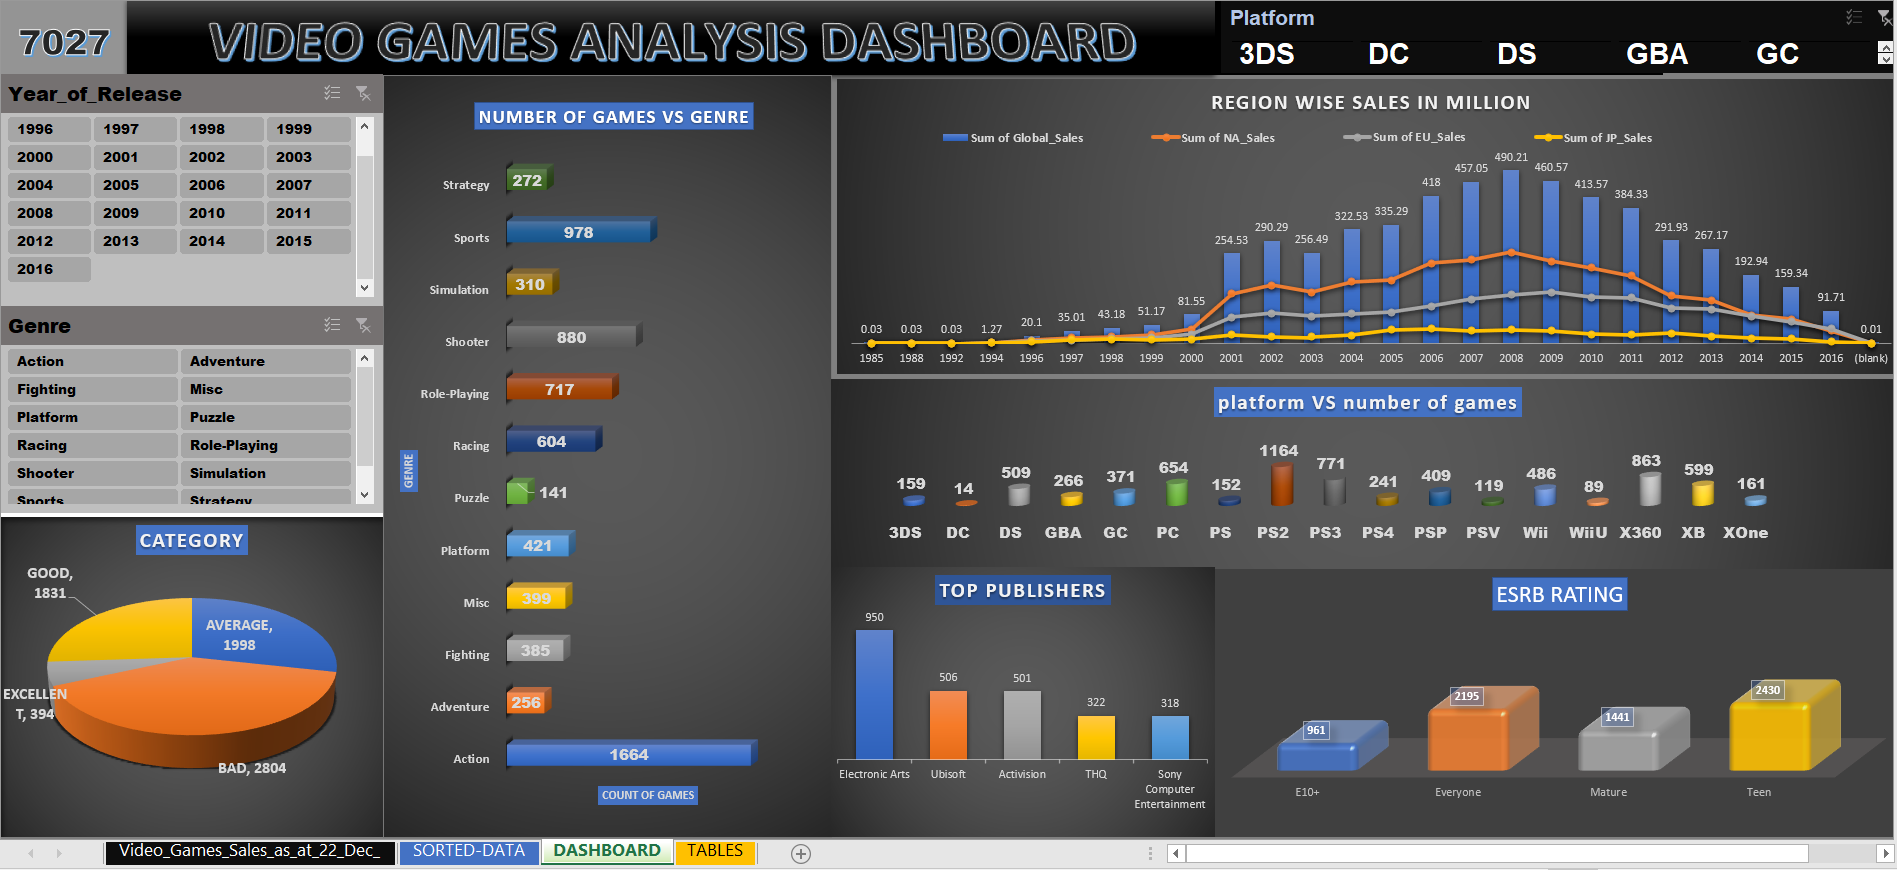 7027
VIDEO GAMES ANALYSIS DASHBOARD
Platform
3DS DC DS GBA GC
Year_of_Release
1996 1997 1998 1999
2000 2001 2002 2003
2004 2005 2006 2007
2008 2009 2010 2011
2012 2013 2014 2015
2016
Genre
Action Adventure
Fighting Misc
Platform Puzzle
Racing Role-Playing
Shooter Simulation
Sports Strategy
CATEGORY
GOOD,
1831
AVERAGE,
1998
EXCELLEN
T, 394
BAD, 2804
NUMBER OF GAMES VS GENRE
GENRE
Strategy 272
Sports 978
Simulation 310
Shooter 880
Role-Playing 717
Racing 604
Puzzle 141
Platform 421
Misc 399
Fighting 385
Adventure 256
Action 1664
COUNT OF GAMES
REGION WISE SALES IN MILLION
Sum of Global_Sales Sum of NA_Sales Sum of EU_Sales Sum of JP_Sales
0.03 0.03 0.03 1.27 20.1 35.01 43.18 51.17 81.55 254.53 290.29 256.49 322.53 335.29 418 457.05 490.21 460.57 413.57 384.33 291.93 267.17 192.94 159.34 91.71 0.01
1985 1988 1992 1994 1996 1997 1998 1999 2000 2001 2002 2003 2004 2005 2006 2007 2008 2009 2010 2011 2012 2013 2014 2015 2016 (blank)
platform VS number of games
159 14 509 266 371 654 152 1164 771 241 409 119 486 89 863 599 161
3DS DC DS GBA GC PC PS PS2 PS3 PS4 PSP PSV Wii WiiU X360 XB XOne
TOP PUBLISHERS
950 506 501 322 318
Electronic Arts Ubisoft Activision THQ Sony
Computer
Entertainment
ESRB RATING
961 2195 1441 2430
E10+ Everyone Mature Teen
Video_Games_Sales_as_at_22_Dec_ SORTED-DATA DASHBOARD TABLES